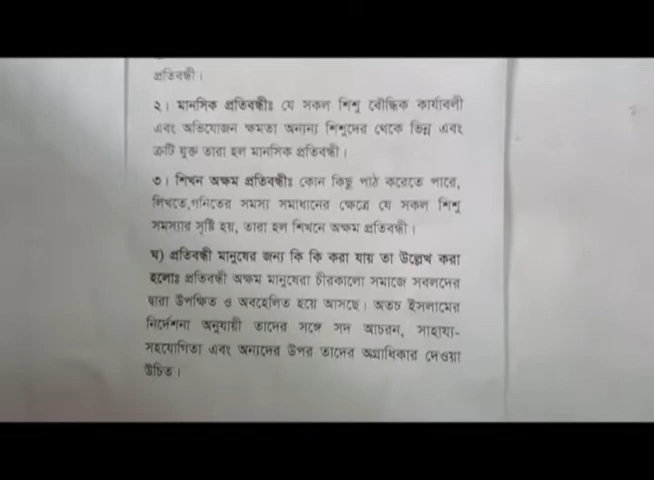 প্রতিবন্ধী।
২। মানসিক প্রতিবন্ধীঃ যে সকল শিশু বৌদ্ধিক কার্যাবলী
এবং অভিযোজন ক্ষমতা অন্যন্য শিশুদের থেকে ভিন্ন এবং
ক্রটি যুক্ত তারা হল মানসিক প্রতিবন্ধী।
৩। শিখন অক্ষম প্রতিবন্ধীঃ কোন কিছু পাঠ করেতে পারে,
লিখতে,গনিতের সমস্য সমাধানের ক্ষেত্রে যে সকল শিশু
সমস্যার সৃষ্টি হয়, তারা হল শিখনে অক্ষম প্রতিবন্ধী।
ঘ) প্রতিবন্ধী মানুষের জন্য কি কি করা যায় তা উল্লেখ করা
হলোঃ প্রতিবন্ধী অক্ষম মানুষেরা চীরকালো সমাজে সবলদের
দ্বারা উপক্ষিত ও অবহেলিত হয়ে আসছে। অতচ ইসলামের
নির্দেশনা অনুযায়ী তাদের সঙ্গে সদ আচরন, সাহায্য-
সহযোগিতা এবং অন্যদের উপর তাদের অগ্রাধিকার দেওয়া
উচিত।